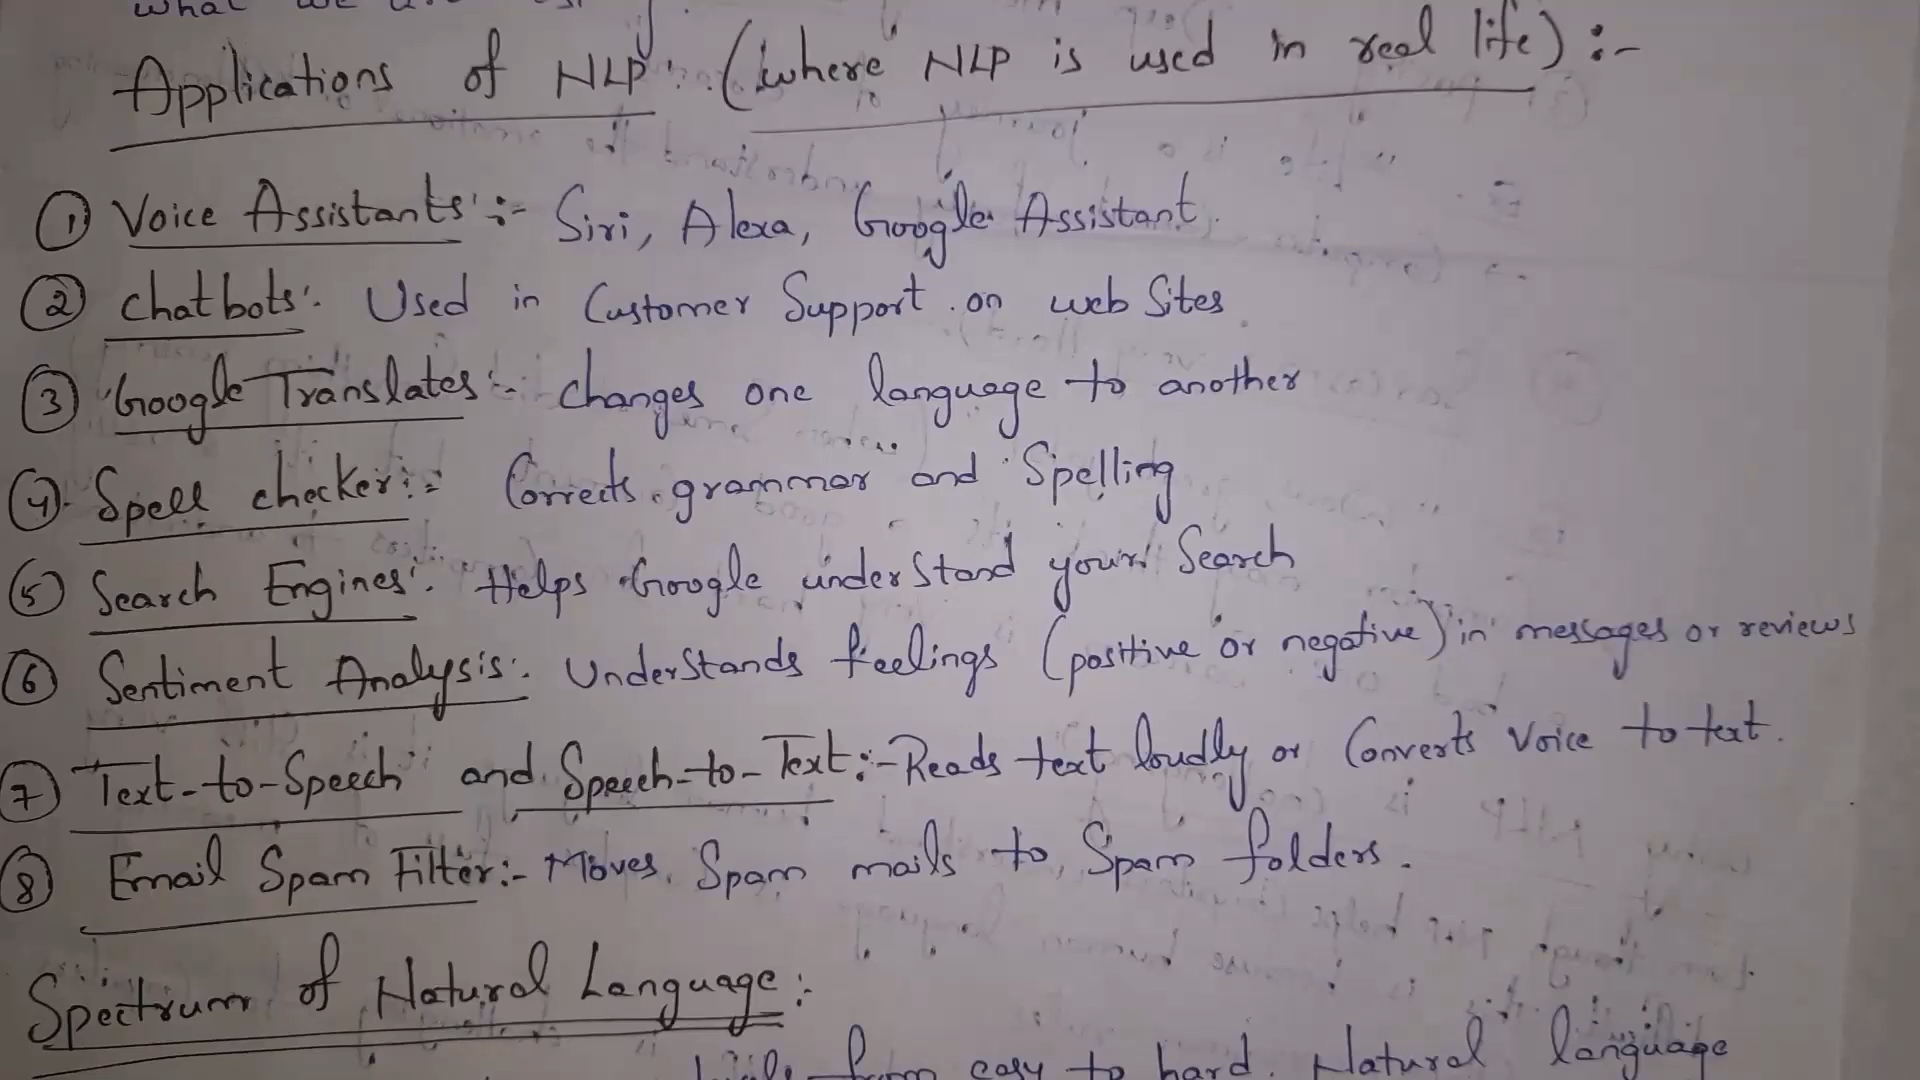 what we
Applications of NLP: (where NLP is used in real life) :-
① Voice Assistants :- Siri, Alexa, Google Assistant.
② Chatbots: Used in Customer Support on web Sites
③ Google Translates :- changes one language to another
④ Spell checker :- Corrects grammar and Spelling
⑤ Search Engines: Helps Google understand your Search
⑥ Sentiment Analysis: Understands feelings (positive or negative) in messages or reviews
⑦ Text-to-Speech and Speech-to-Text :- Reads text loudly or Converts Voice to text.
⑧ Email Spam Filter :- Moves Spam mails to Spam folders.
Spectrum of Natural Language :
from easy to hard. Natural language